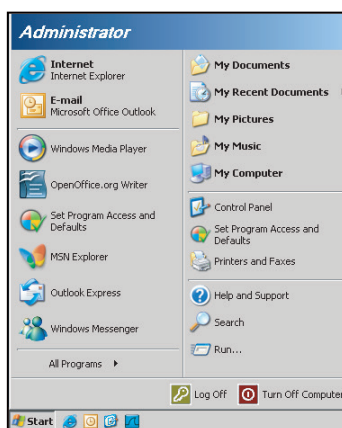 Administrator
Internet
Internet Explorer
E-mail
Microsoft Office Outlook
Windows Media Player
OpenOffice.org Writer
Set Program Access and
Defaults
MSN Explorer
Outlook Express
Windows Messenger
All Programs
My Documents
My Recent Documents
My Pictures
My Music
My Computer
Control Panel
Set Program Access and
Defaults
Printers and Faxes
Help and Support
Search
Run...
Log Off
Turn Off Computer
Start